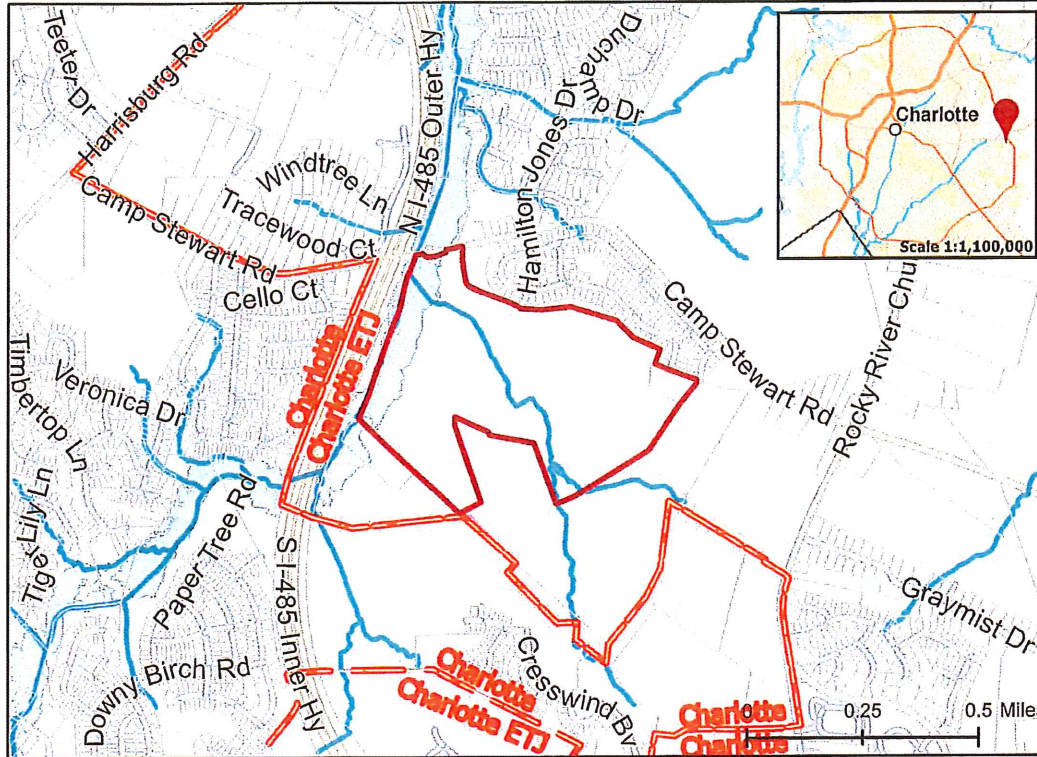 Teeter Dr
Harrisburg Rd
N I-485 Outer Hy
Duchamp Dr
Hamilton Jones Dr
Windtree Ln
Tracewood Ct
Camp Stewart Rd
Cello Ct
Charlotte
Scale 1:1,100,000
Camp Stewart Rd
Rocky River Chu
Charlotte
Charlotte ETJ
Timbertop Ln
Veronica Dr
Tiger Lily Ln
Paper Tree Rd
S I-485 Inner Hy
Downy Birch Rd
Graymist Dr
Cresswind Bv
Charlotte
Charlotte ETJ
Charlotte
Charlotte
0 0.25 0.5 Miles